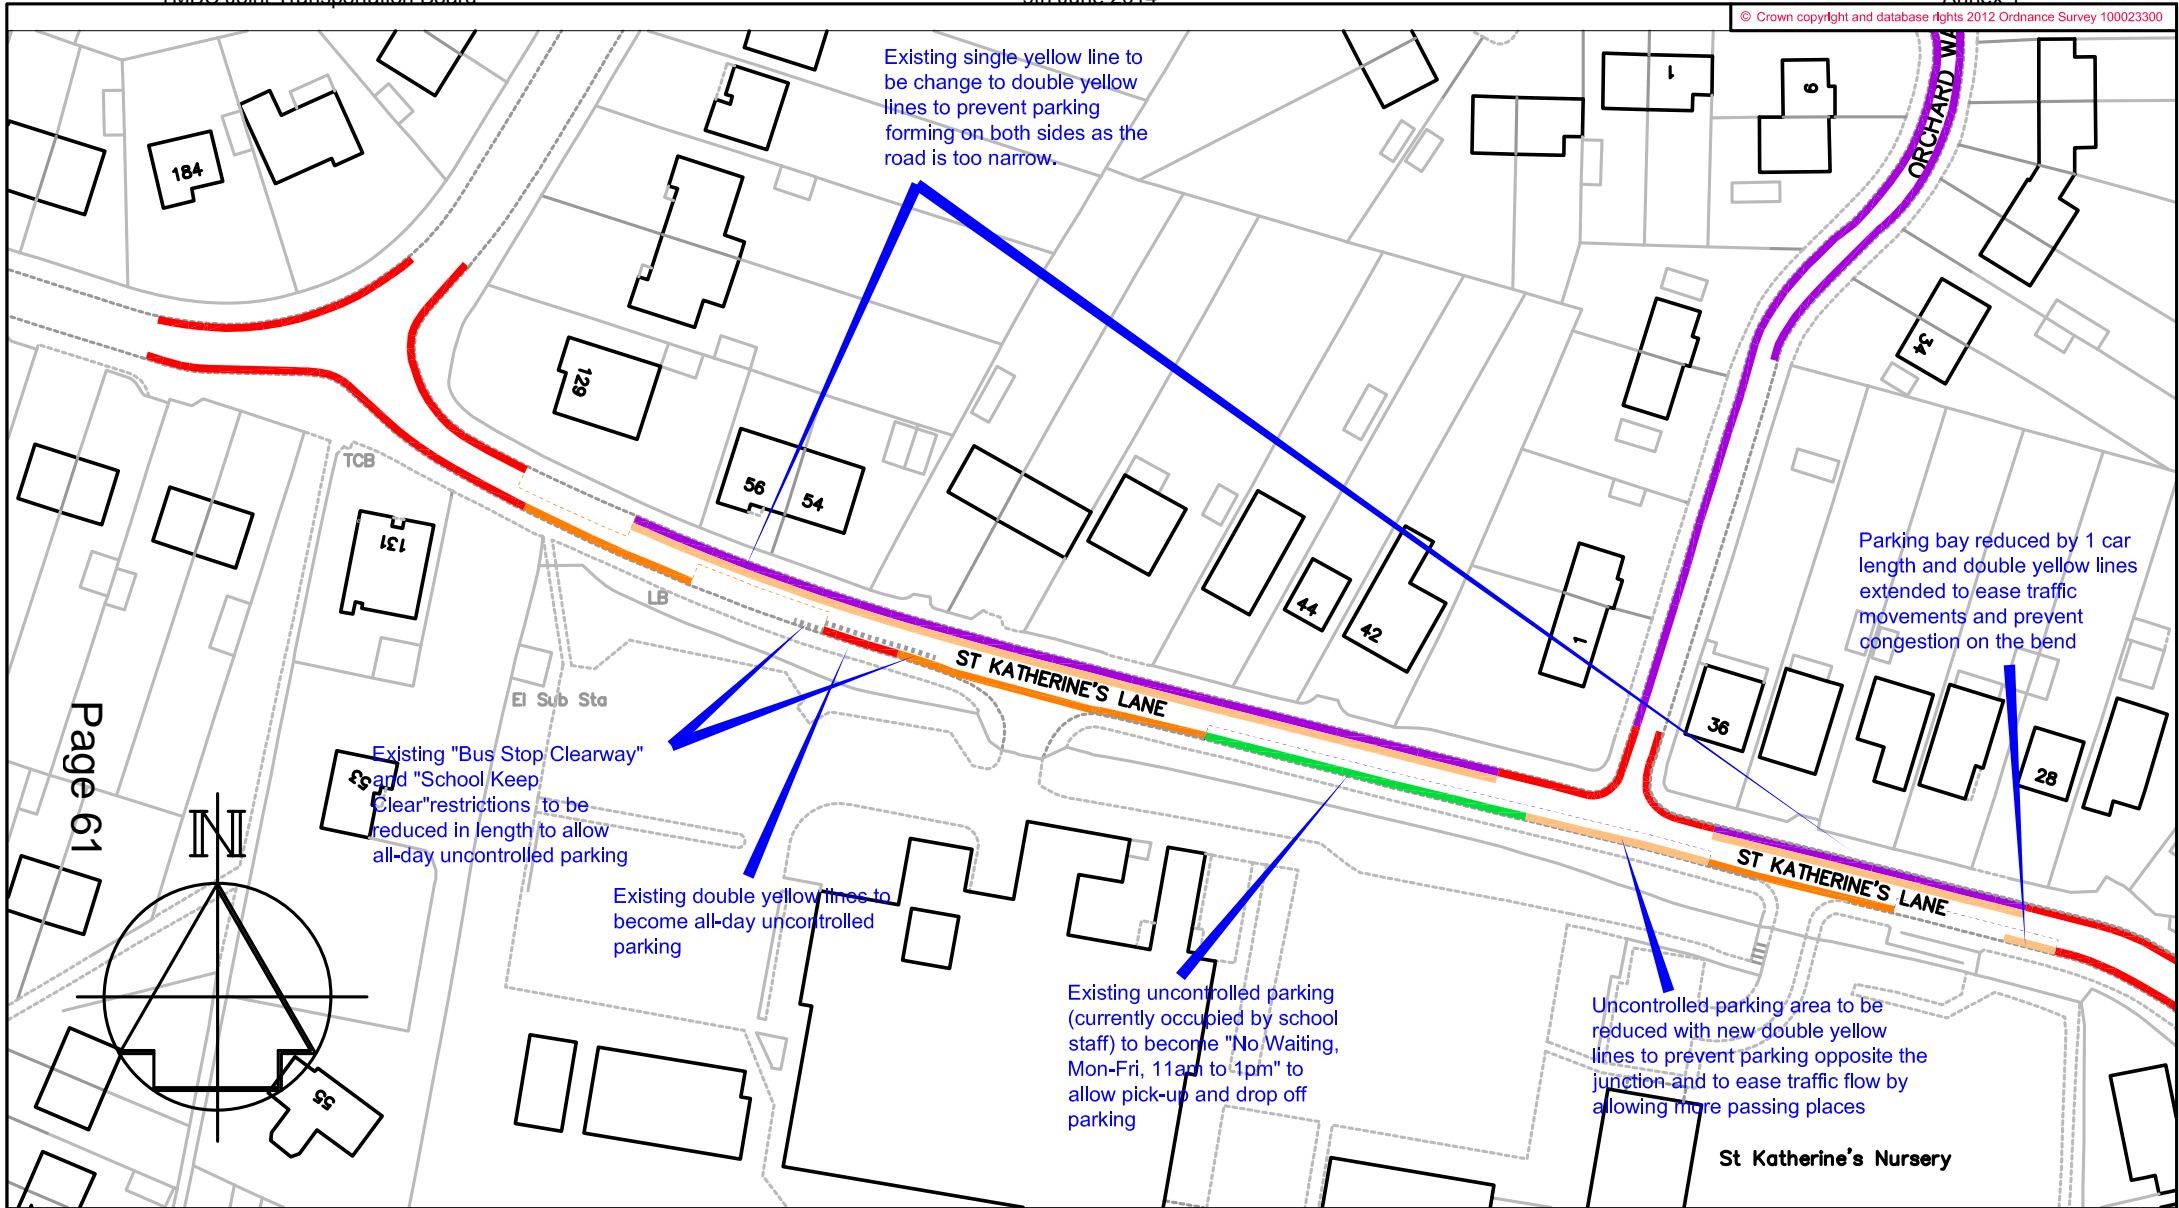 © Crown copyright and database rights 2012 Ordnance Survey 100023300
Existing single yellow line to
be change to double yellow
lines to prevent parking
forming on both sides as the
road is too narrow.
ORCHARD WA
1
9
184
34
129
TCB
56
54
131
LB
44
42
1
Parking bay reduced by 1 car
length and double yellow lines
extended to ease traffic
movements and prevent
congestion on the bend
ST KATHERINE'S LANE
El Sub Sta
36
28
Page 61
53
Existing "Bus Stop Clearway"
and "School Keep
Clear"restrictions to be
reduced in length to allow
all-day uncontrolled parking
N
ST KATHERINE'S LANE
Existing double yellow lines to
become all-day uncontrolled
parking
Existing uncontrolled parking
(currently occupied by school
staff) to become "No Waiting,
Mon-Fri, 11am to 1pm" to
allow pick-up and drop off
parking
Uncontrolled parking area to be
reduced with new double yellow
lines to prevent parking opposite the
junction and to ease traffic flow by
allowing more passing places
55
St Katherine's Nursery